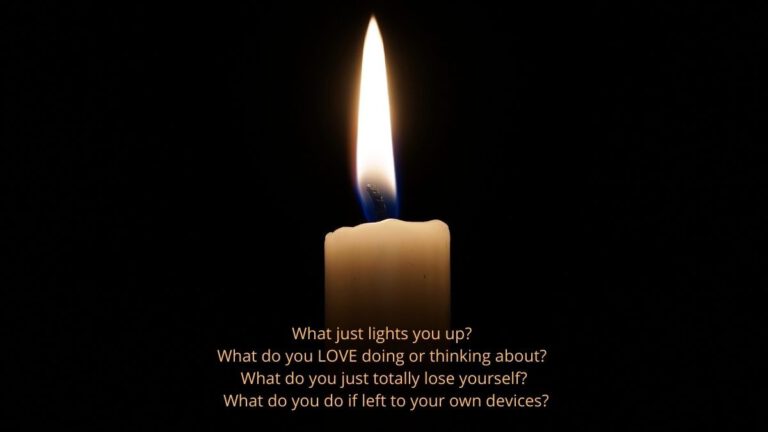 What just lights you up?
What do you LOVE doing or thinking about?
What do you just totally lose yourself?
What do you do if left to your own devices?